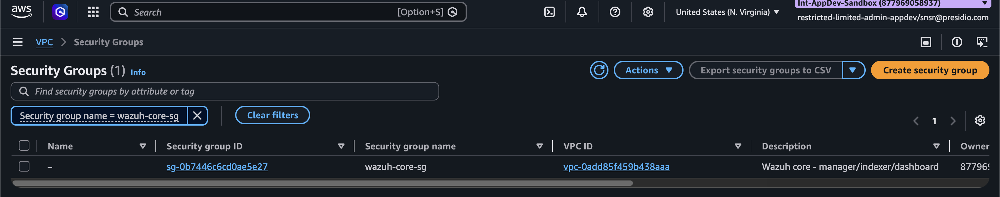 aws
Search [Option+S]
United States (N. Virginia)
Int-AppDev-Sandbox (877969058937)
restricted-limited-admin-appdev/snsr@presidio.com
VPC
Security Groups
Security Groups (1) Info
Actions
Export security groups to CSV
Create security group
Find security groups by attribute or tag
Security group name = wazuh-core-sg
Clear filters
1
Name Security group ID Security group name VPC ID Description Owner
– sg-0b7446c6cd0ae5e27 wazuh-core-sg vpc-0add85f459b438aaa Wazuh core - manager/indexer/dashboard 87796